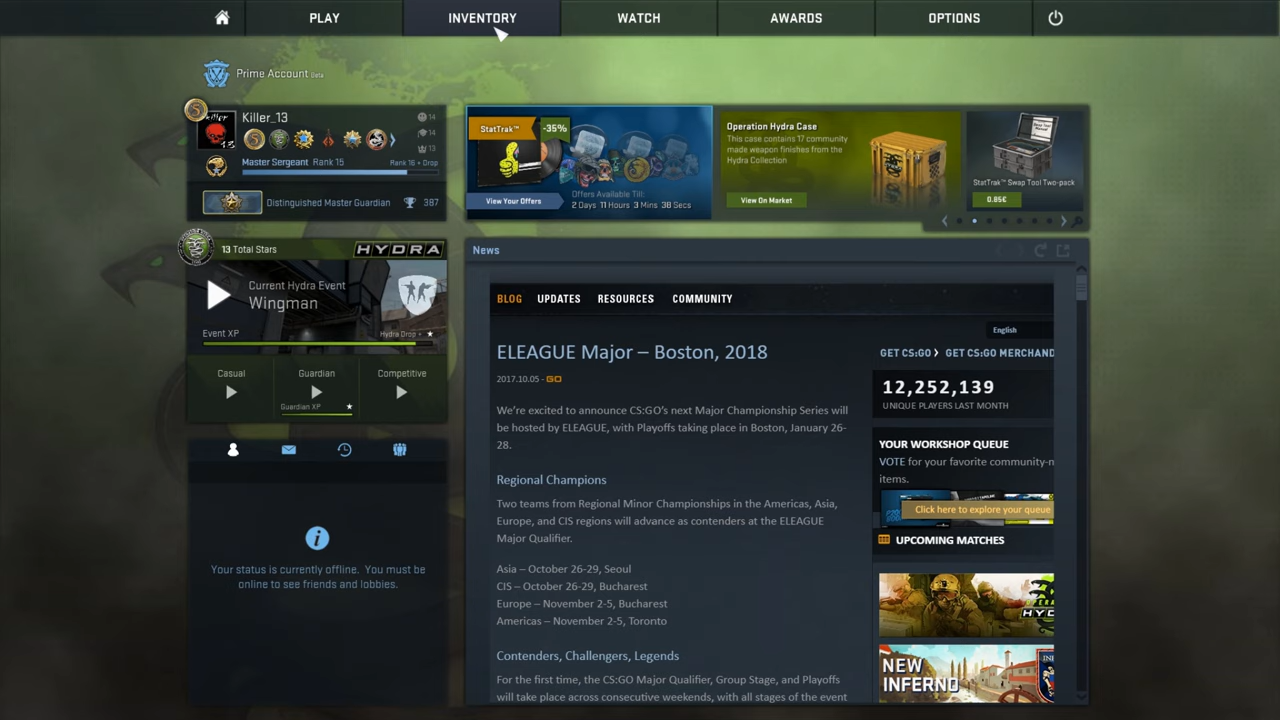 PLAY
INVENTORY
WATCH
AWARDS
OPTIONS
Prime Account Beta
5
Killer
13
Killer_13
14
14
13
Master Sergeant Rank 15
Rank 16 + Drop
Distinguished Master Guardian
387
StatTrak™
-35%
View Your Offers
Offers Available Till:
2 Days 11 Hours 3 Mins 38 Secs
Operation Hydra Case
This case contains 17 community
made weapon finishes from the
Hydra Collection
View On Market
StatTrak™ Swap Tool Two-pack
0.85€
13 Total Stars
HYDRA
Current Hydra Event
Wingman
Event XP
Hydra Drop +
Casual
Guardian
Competitive
Guardian XP
Your status is currently offline. You must be
online to see friends and lobbies.
News
BLOG
UPDATES
RESOURCES
COMMUNITY
English
ELEAGUE Major – Boston, 2018
2017.10.05 - GO
We're excited to announce CS:GO's next Major Championship Series will
be hosted by ELEAGUE, with Playoffs taking place in Boston, January 26-
28.
Regional Champions
Two teams from Regional Minor Championships in the Americas, Asia,
Europe, and CIS regions will advance as contenders at the ELEAGUE
Major Qualifier.
Asia – October 26-29, Seoul
CIS – October 26-29, Bucharest
Europe – November 2-5, Bucharest
Americas – November 2-5, Toronto
Contenders, Challengers, Legends
For the first time, the CS:GO Major Qualifier, Group Stage, and Playoffs
will take place across consecutive weekends, with all stages of the event
GET CS:GO
GET CS:GO MERCHAND
12,252,139
UNIQUE PLAYERS LAST MONTH
YOUR WORKSHOP QUEUE
VOTE for your favorite community-m
items.
Click here to explore your queue
UPCOMING MATCHES
NEW
INFERNO